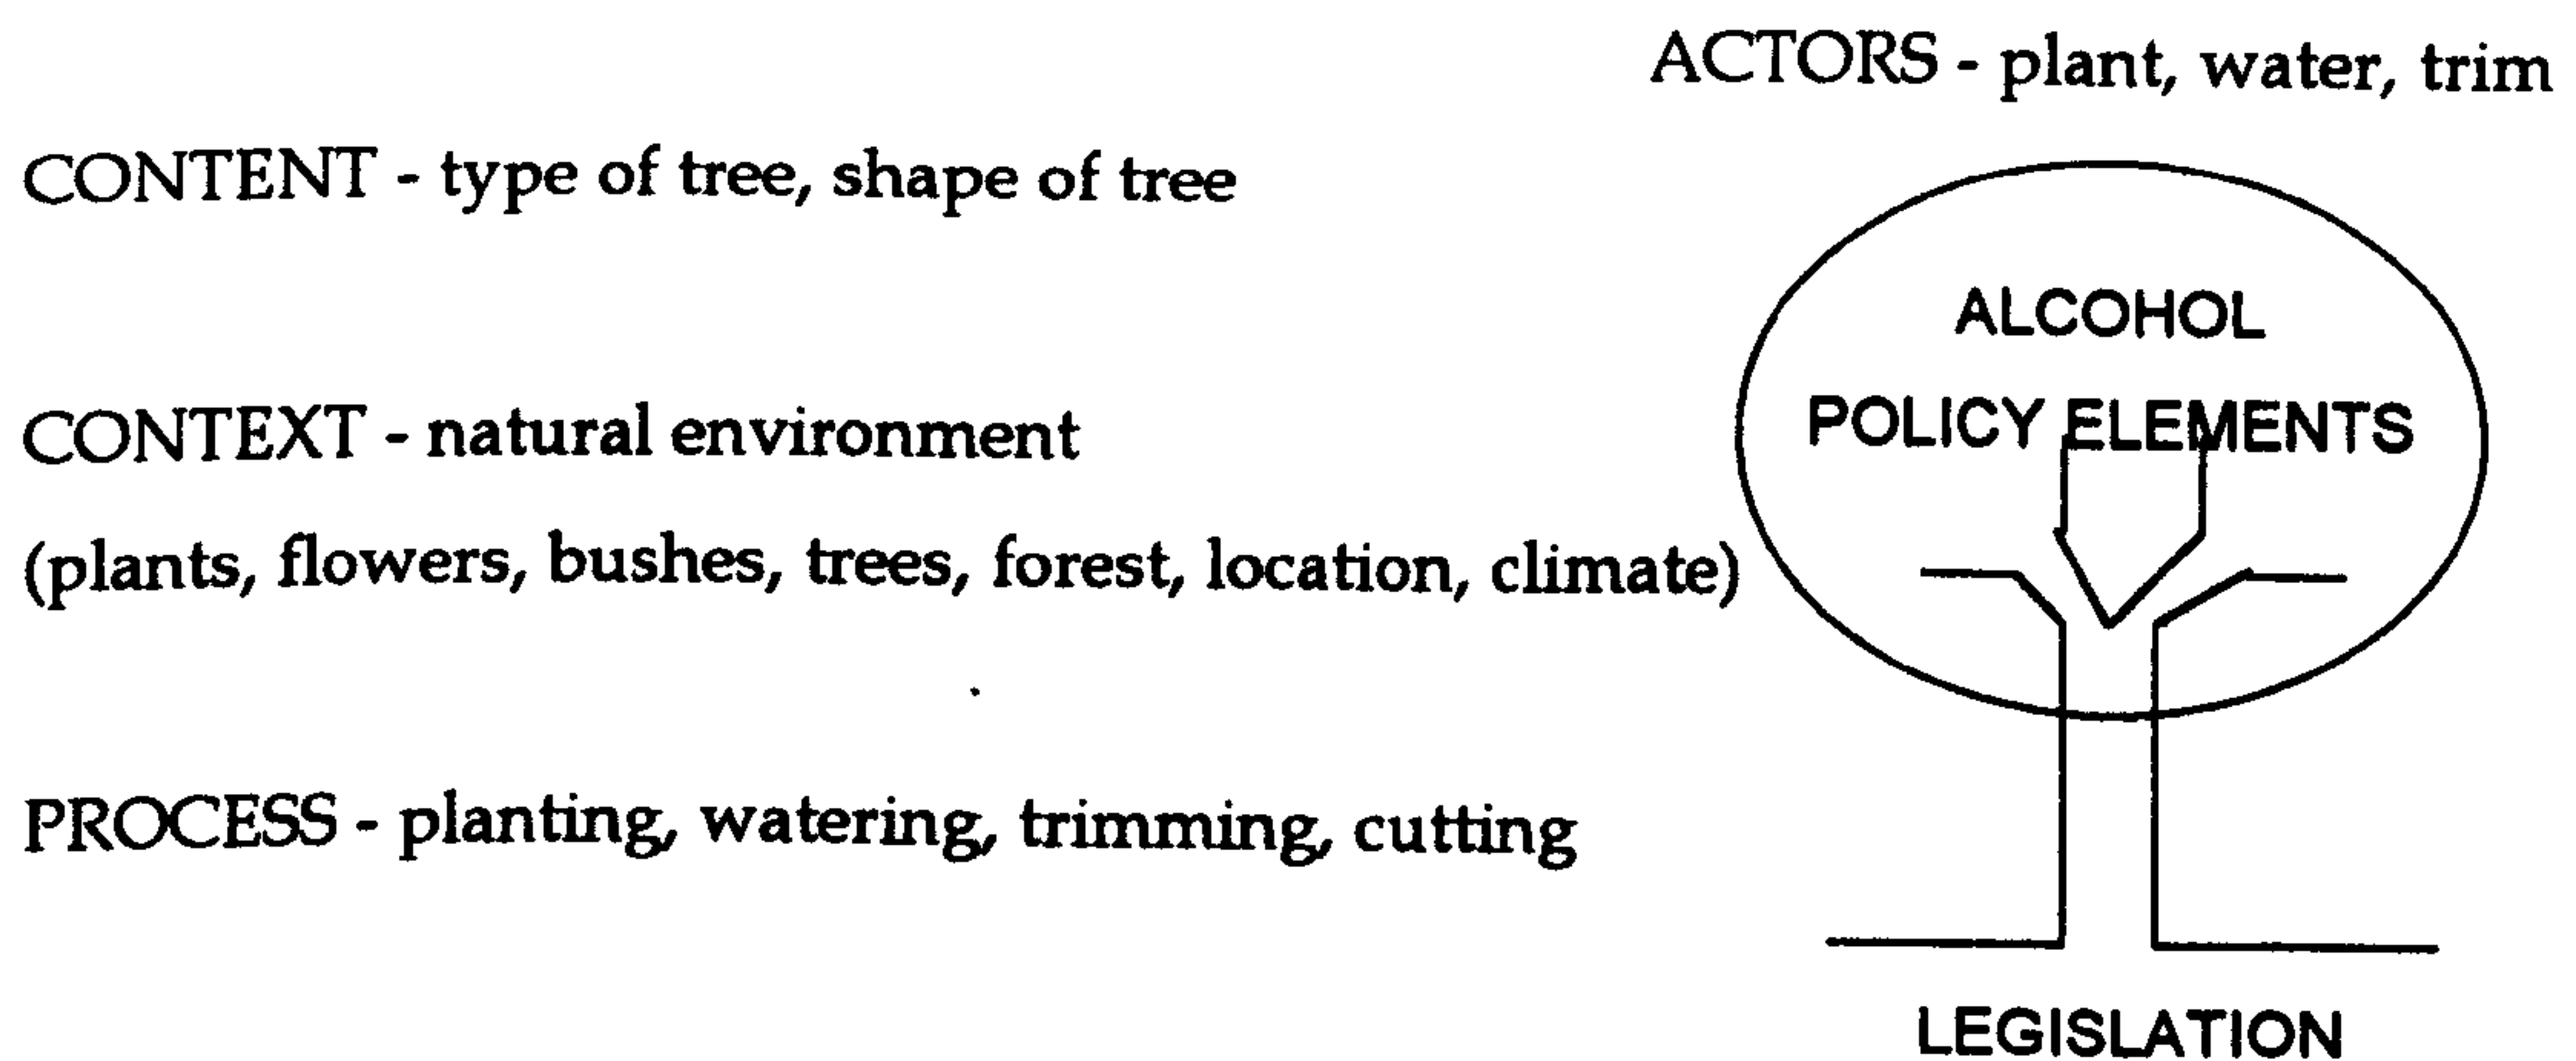 ACTORS - plant, water, trim
CONTENT - type of tree, shape of tree
CONTEXT - natural environment
(plants, flowers, bushes, trees, forest, location, climate)
PROCESS - planting, watering, trimming, cutting
ALCOHOL
POLICY ELEMENTS
LEGISLATION